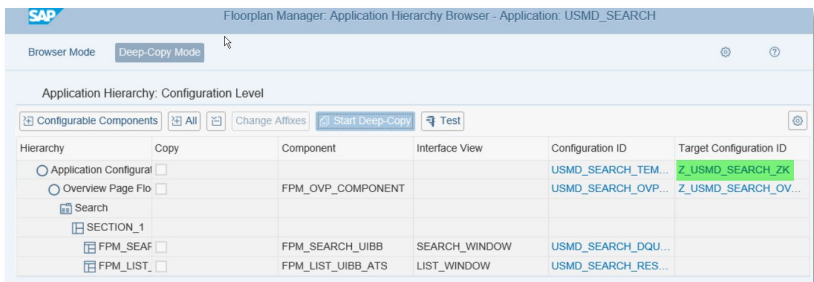 SAP Floorplan Manager: Application Hierarchy Browser - Application: USMD_SEARCH
Browser Mode Deep-Copy Mode
Application Hierarchy: Configuration Level
Configurable Components All Change Affixes Start Deep-Copy Test
Hierarchy Copy Component Interface View Configuration ID Target Configuration ID
Application Configurat USMD_SEARCH_TEM... Z_USMD_SEARCH_ZK
Overview Page Flo FPM_OVP_COMPONENT USMD_SEARCH_OVP... Z_USMD_SEARCH_OV...
Search
SECTION_1
FPM_SEAF FPM_SEARCH_UIBB SEARCH_WINDOW USMD_SEARCH_DQU...
FPM_LIST_ FPM_LIST_UIBB_ATS LIST_WINDOW USMD_SEARCH_RES...